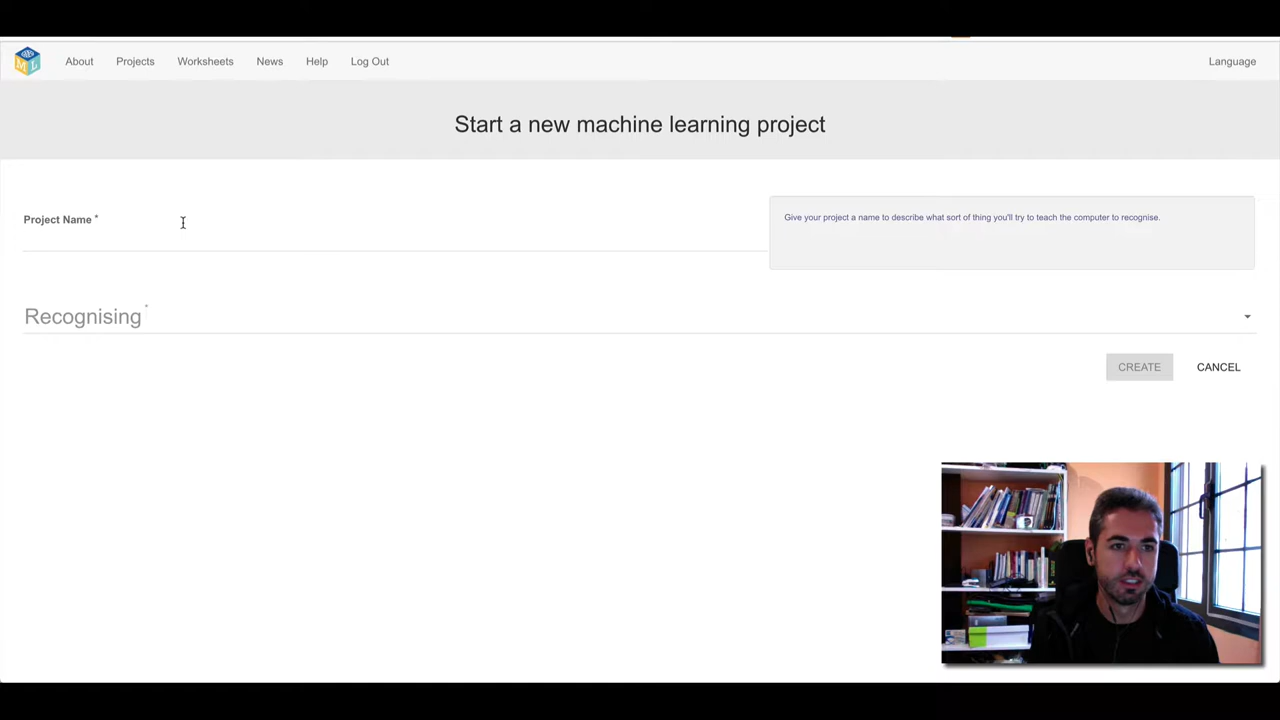 About Projects Worksheets News Help Log Out Language
Start a new machine learning project
Project Name *
Give your project a name to describe what sort of thing you'll try to teach the computer to recognise.
Recognising *
CREATE CANCEL